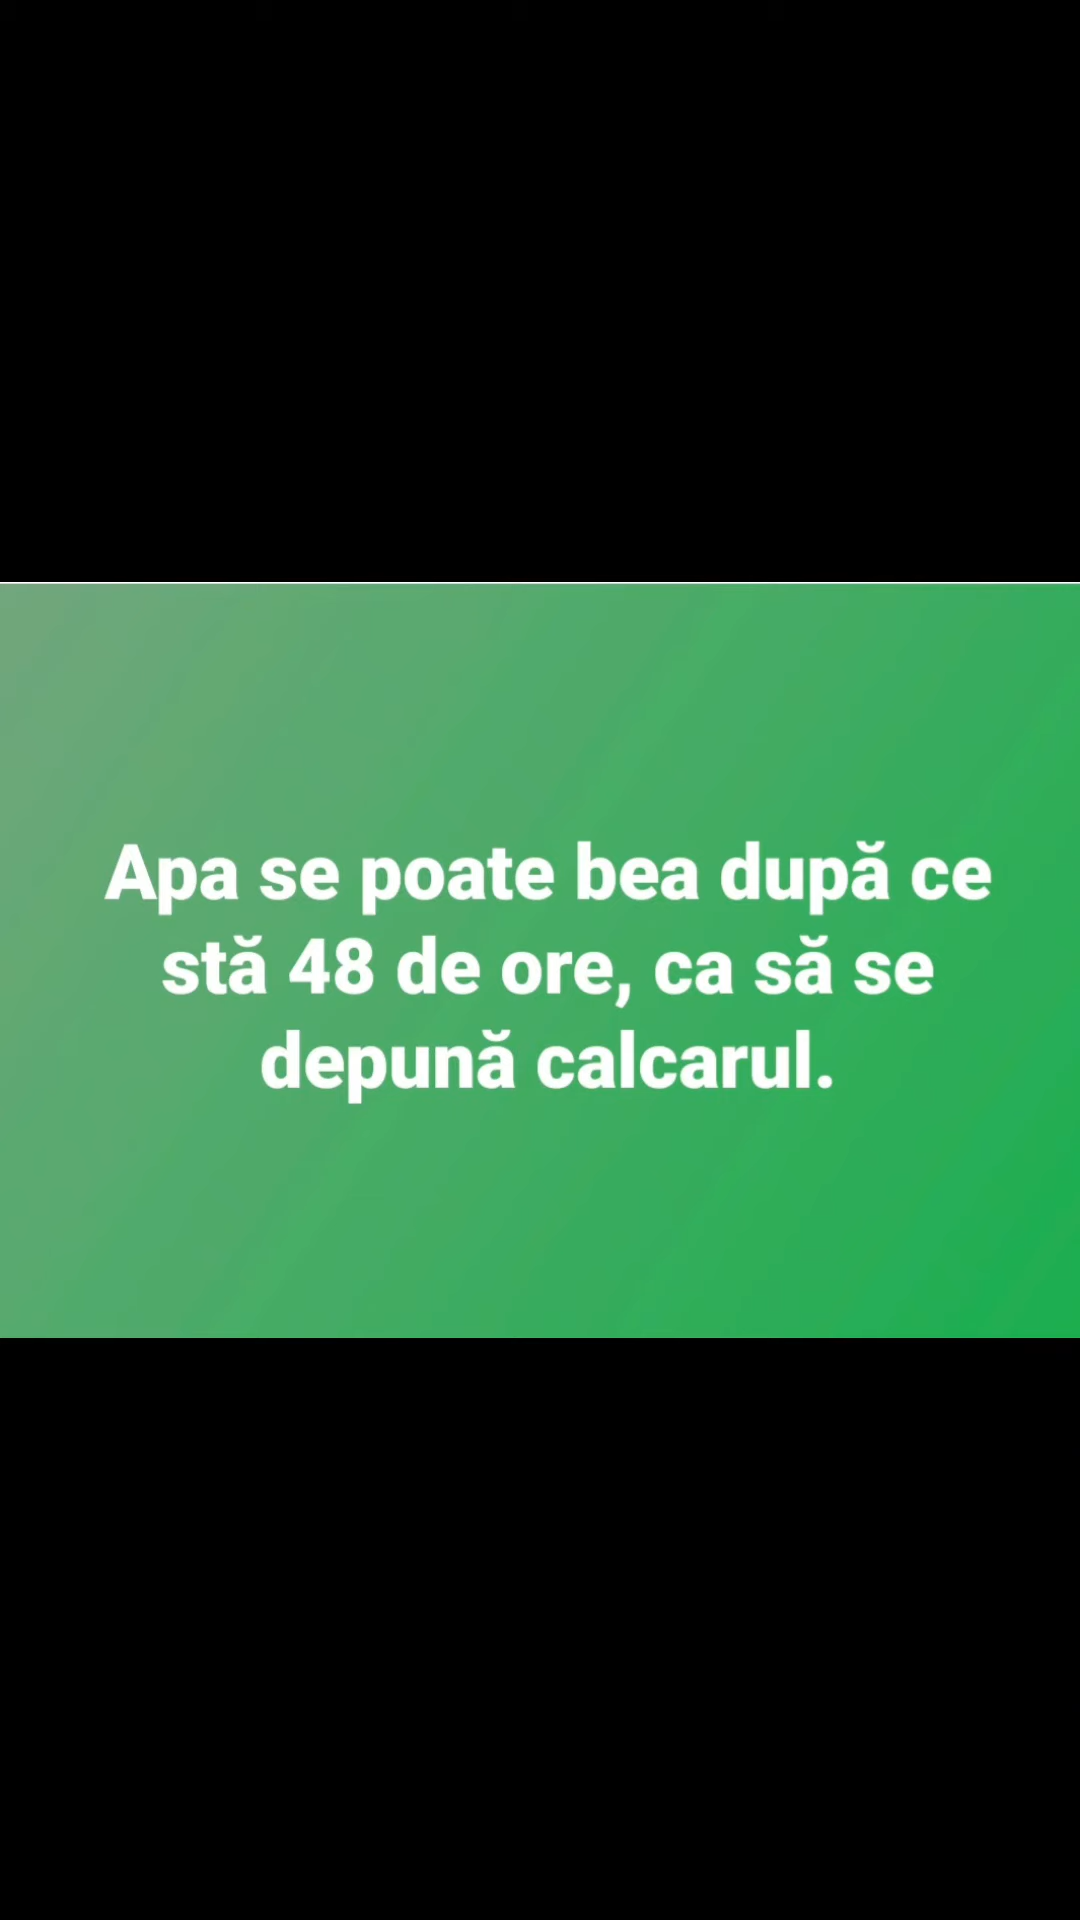 Apa se poate bea după ce
stă 48 de ore, ca să se
depună calcarul.